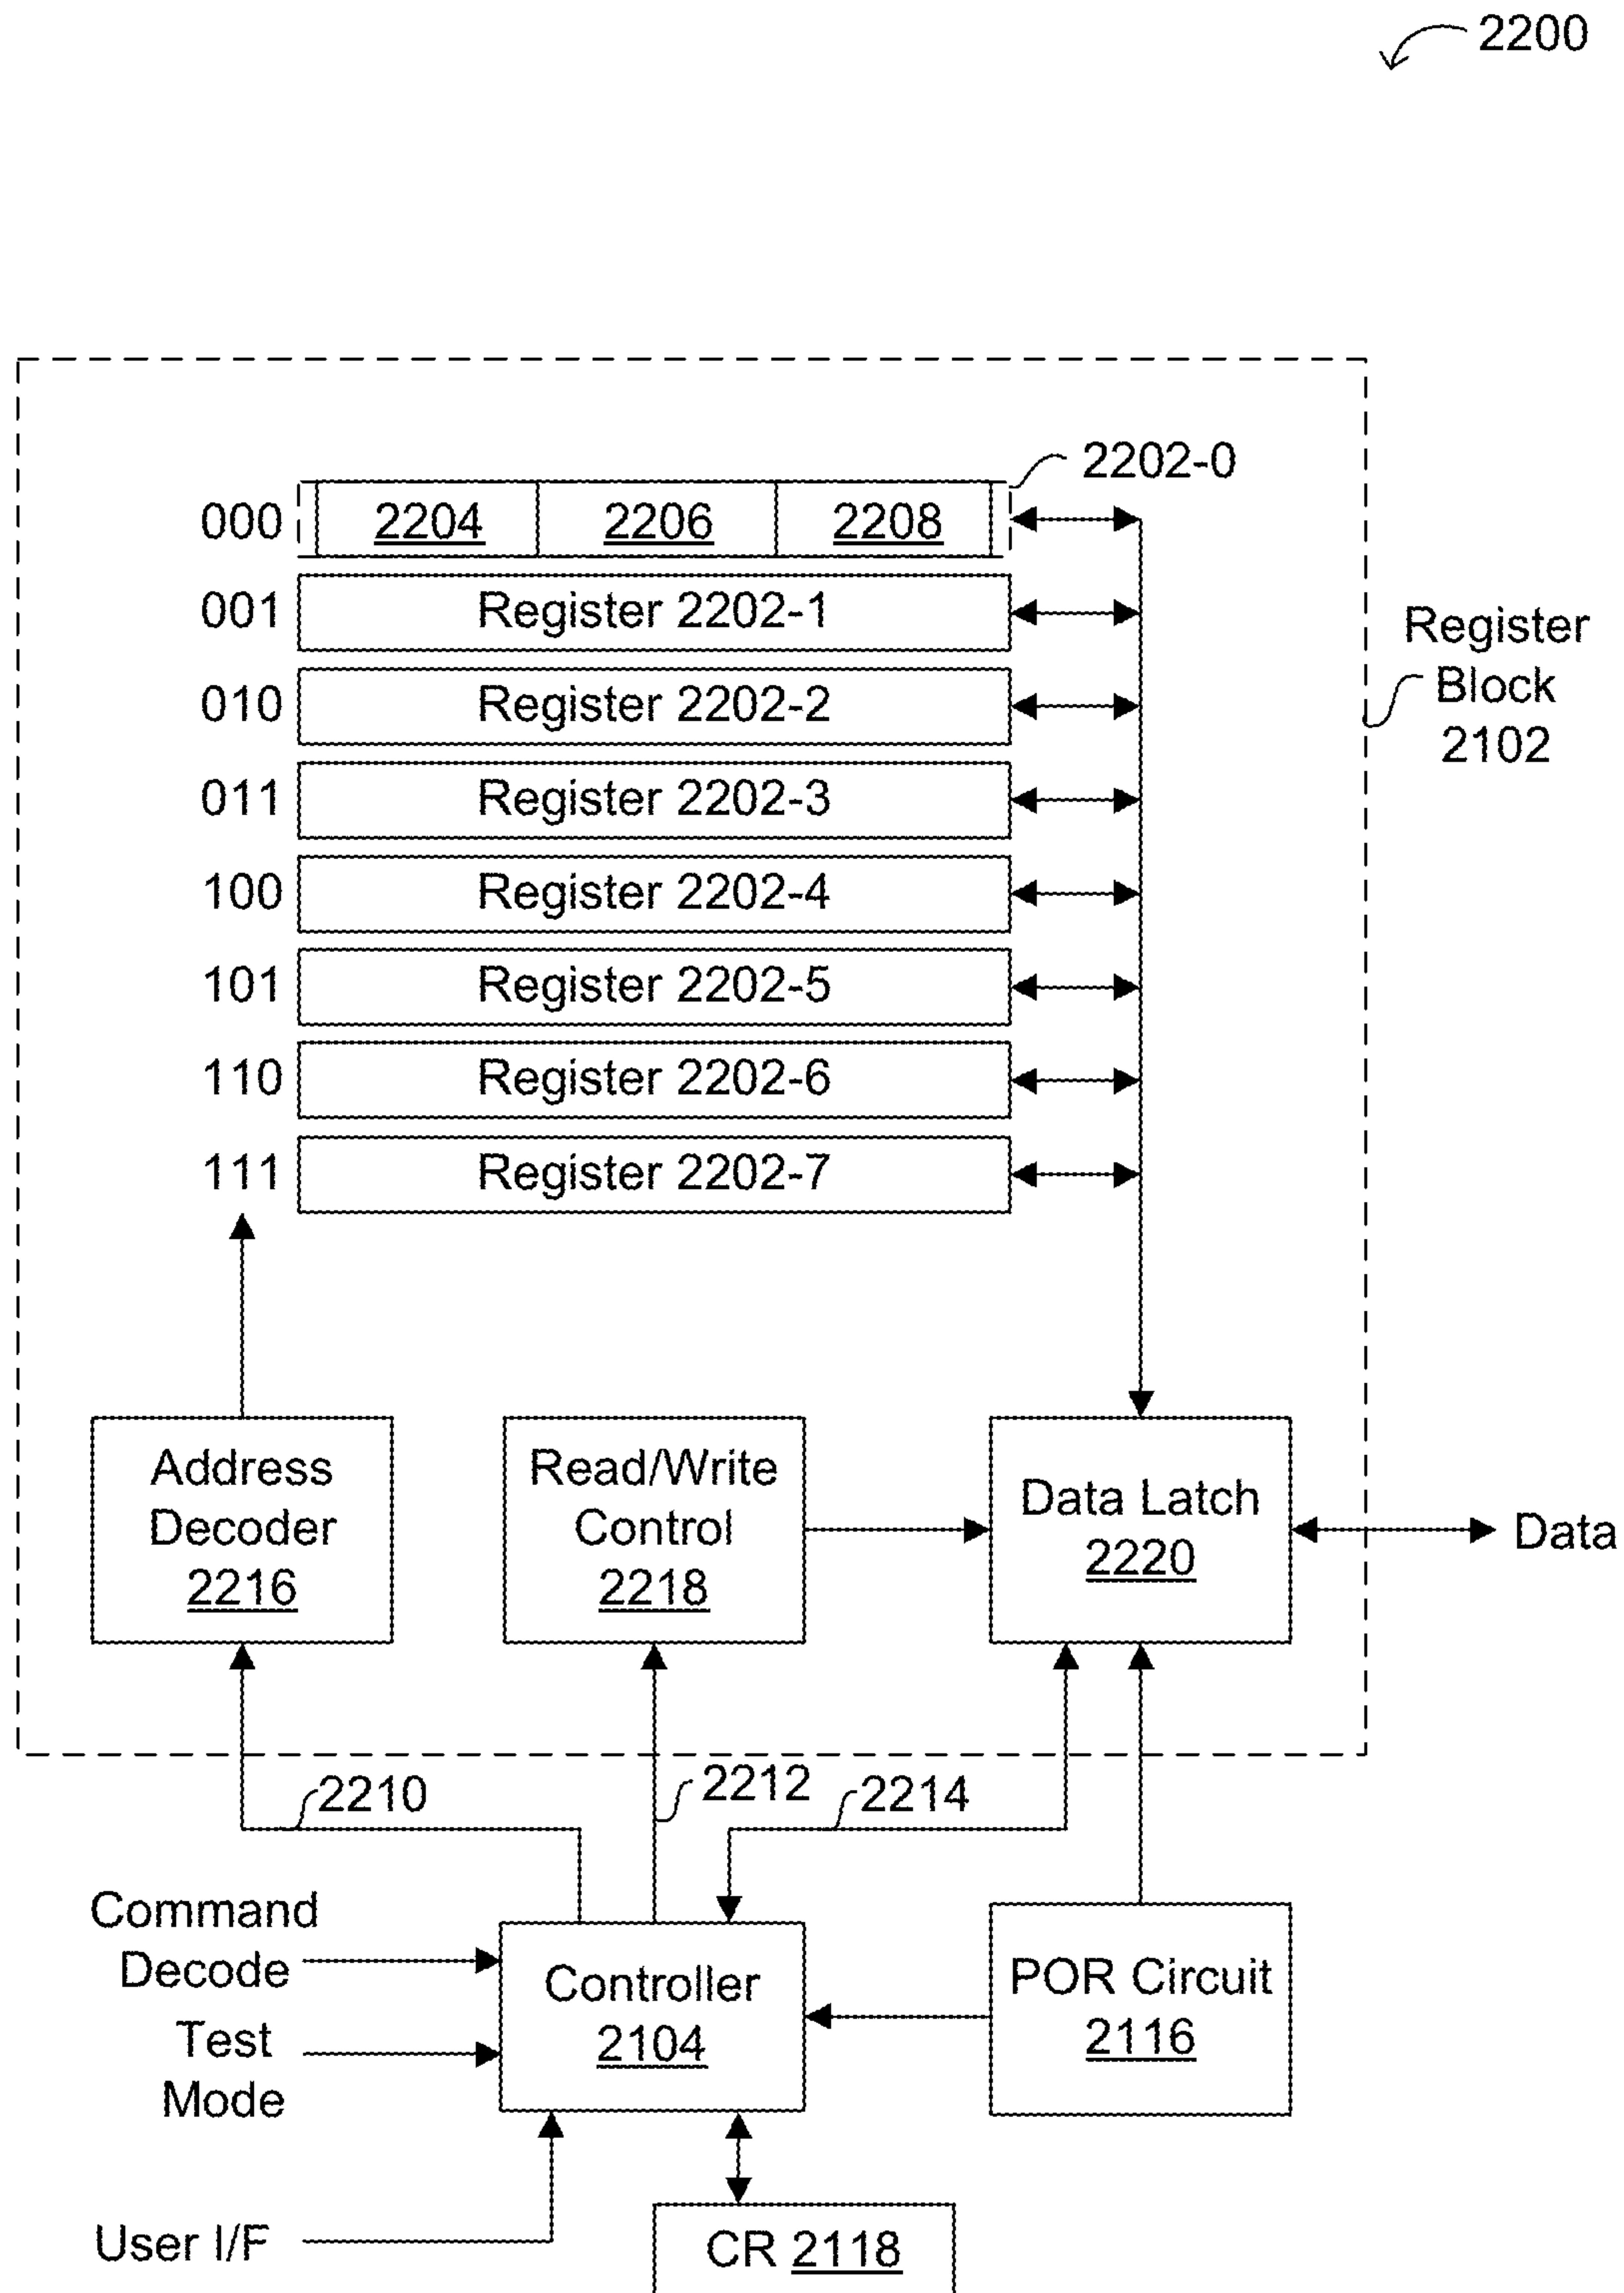 2200
2202-0
000 2204 2206 2208
001 Register 2202-1
010 Register 2202-2
011 Register 2202-3
100 Register 2202-4
101 Register 2202-5
110 Register 2202-6
111 Register 2202-7
Register
Block
2102
Address
Decoder
2216
Read/Write
Control
2218
Data Latch
2220
Data
2210
2212
2214
Command
Decode
Test
Mode
User I/F
Controller
2104
POR Circuit
2116
CR 2118